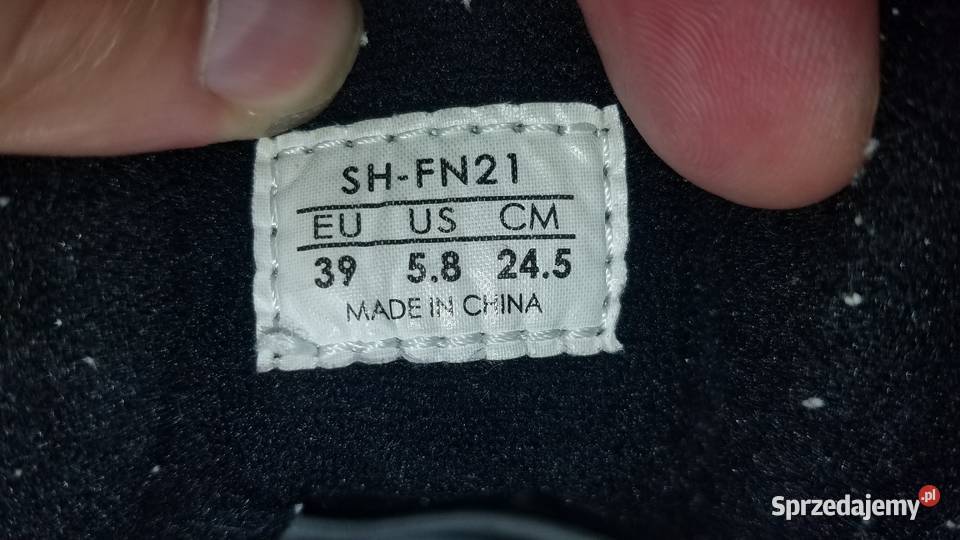 SH-FN21
EU US CM
39 5.8 24.5
MADE IN CHINA
Sprzedajemy.pl